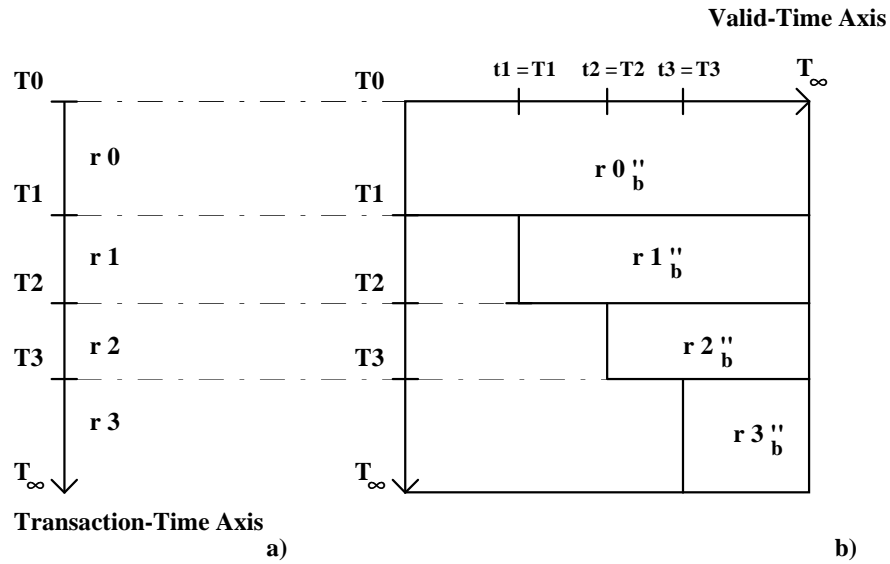 Valid-Time Axis
t1 = T1 t2 = T2 t3 = T3 T∞
T0 T0
r 0 r 0''b
T1 T1
r 1 r 1''b
T2 T2
r 2 r 2''b
T3 T3
r 3 r 3''b
T∞ T∞
Transaction-Time Axis
a) b)